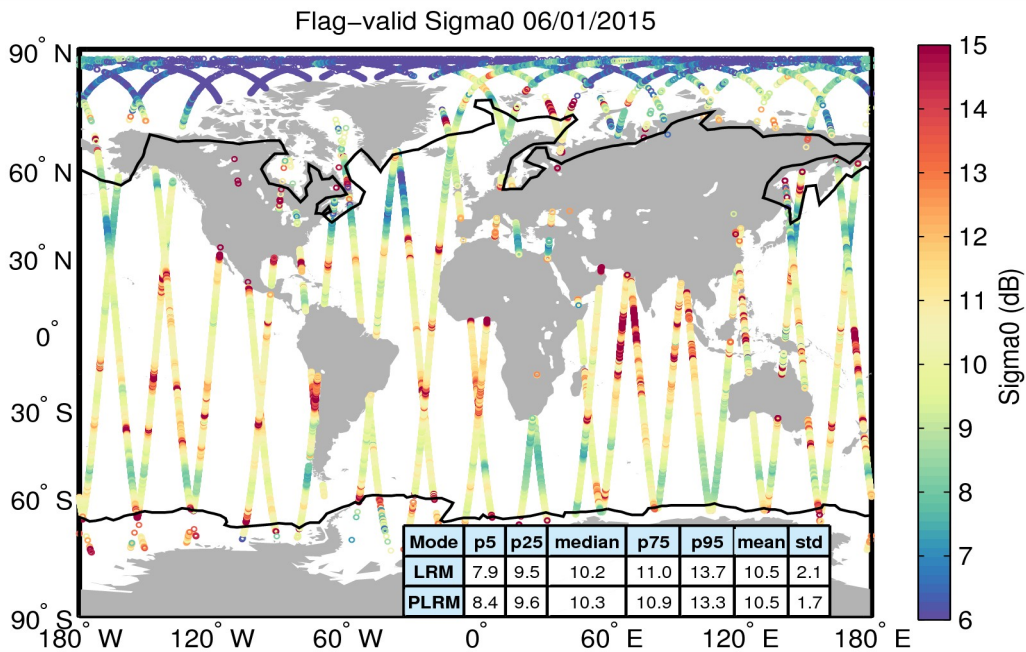 Flag-valid Sigma0 06/01/2015
90° N
60° N
30° N
0°
30° S
60° S
90° S
180° W
120° W
60° W
0°
60° E
120° E
180° E
15
14
13
12
11
10
9
8
7
6
Sigma0 (dB)
Mode p5 p25 median p75 p95 mean std
LRM 7.9 9.5 10.2 11.0 13.7 10.5 2.1
PLRM 8.4 9.6 10.3 10.9 13.3 10.5 1.7